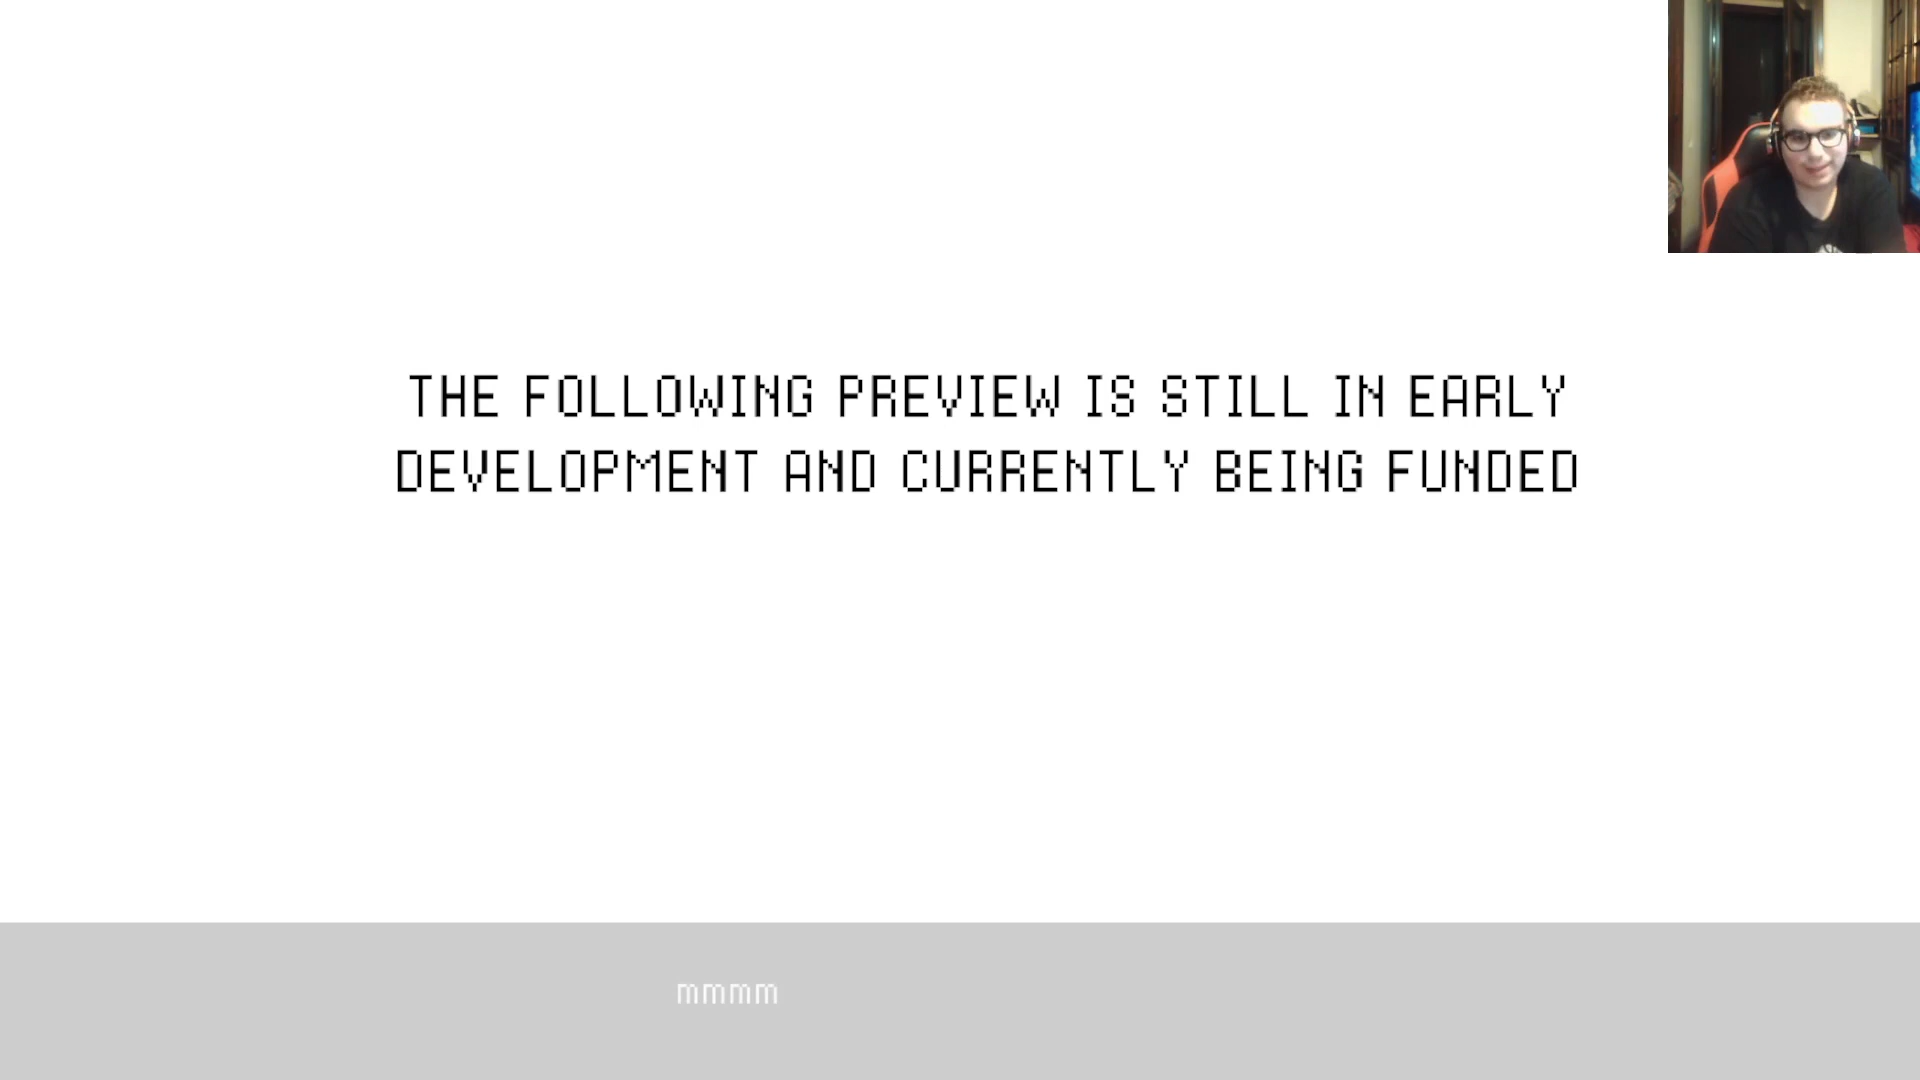 THE FOLLOWING PREVIEW IS STILL IN EARLY
DEVELOPMENT AND CURRENTLY BEING FUNDED
mmmm